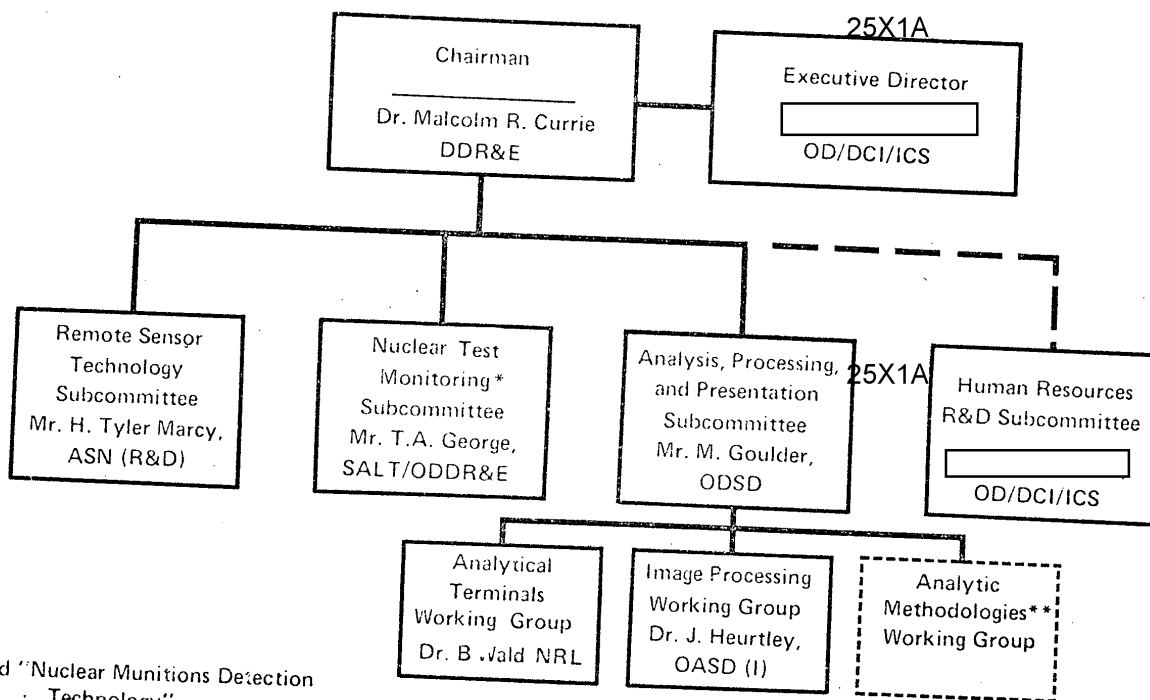 25X1A
Chairman
Dr. Malcolm R. Currie
DDR&E
Executive Director
OD/DCI/ICS
Remote Sensor
Technology
Subcommittee
Mr. H. Tyler Marcy,
ASN (R&D)
Nuclear Test
Monitoring*
Subcommittee
Mr. T.A. George,
SALT/ODDR&E
Analysis, Processing,
and Presentation
Subcommittee
Mr. M. Goulder,
ODSD
25X1A
Human Resources
R&D Subcommittee
OD/DCI/ICS
Analytical
Terminals
Working Group
Dr. B. Wald NRL
Image Processing
Working Group
Dr. J. Heurtley,
OASD (I)
Analytic
Methodologies**
Working Group
"Nuclear Munitions Detection
Technology"